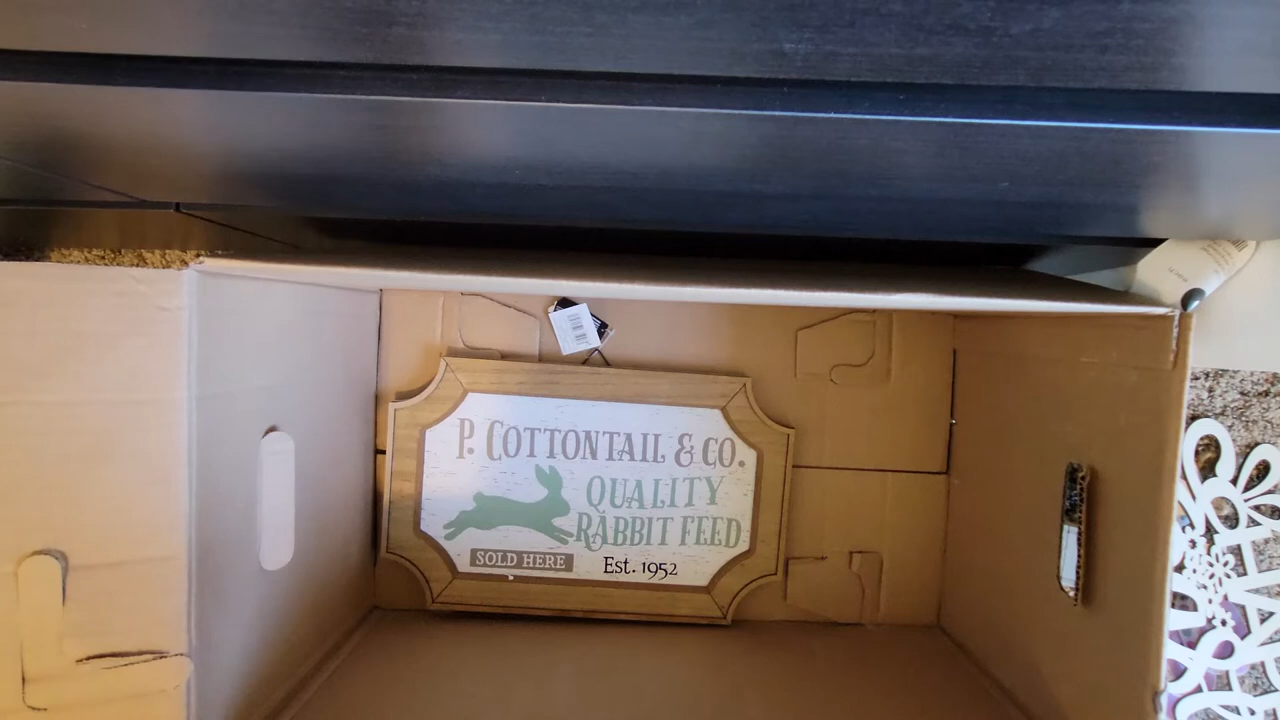 P. COTTONTAIL & CO.
QUALITY
RABBIT FEED
SOLD HERE
Est. 1952